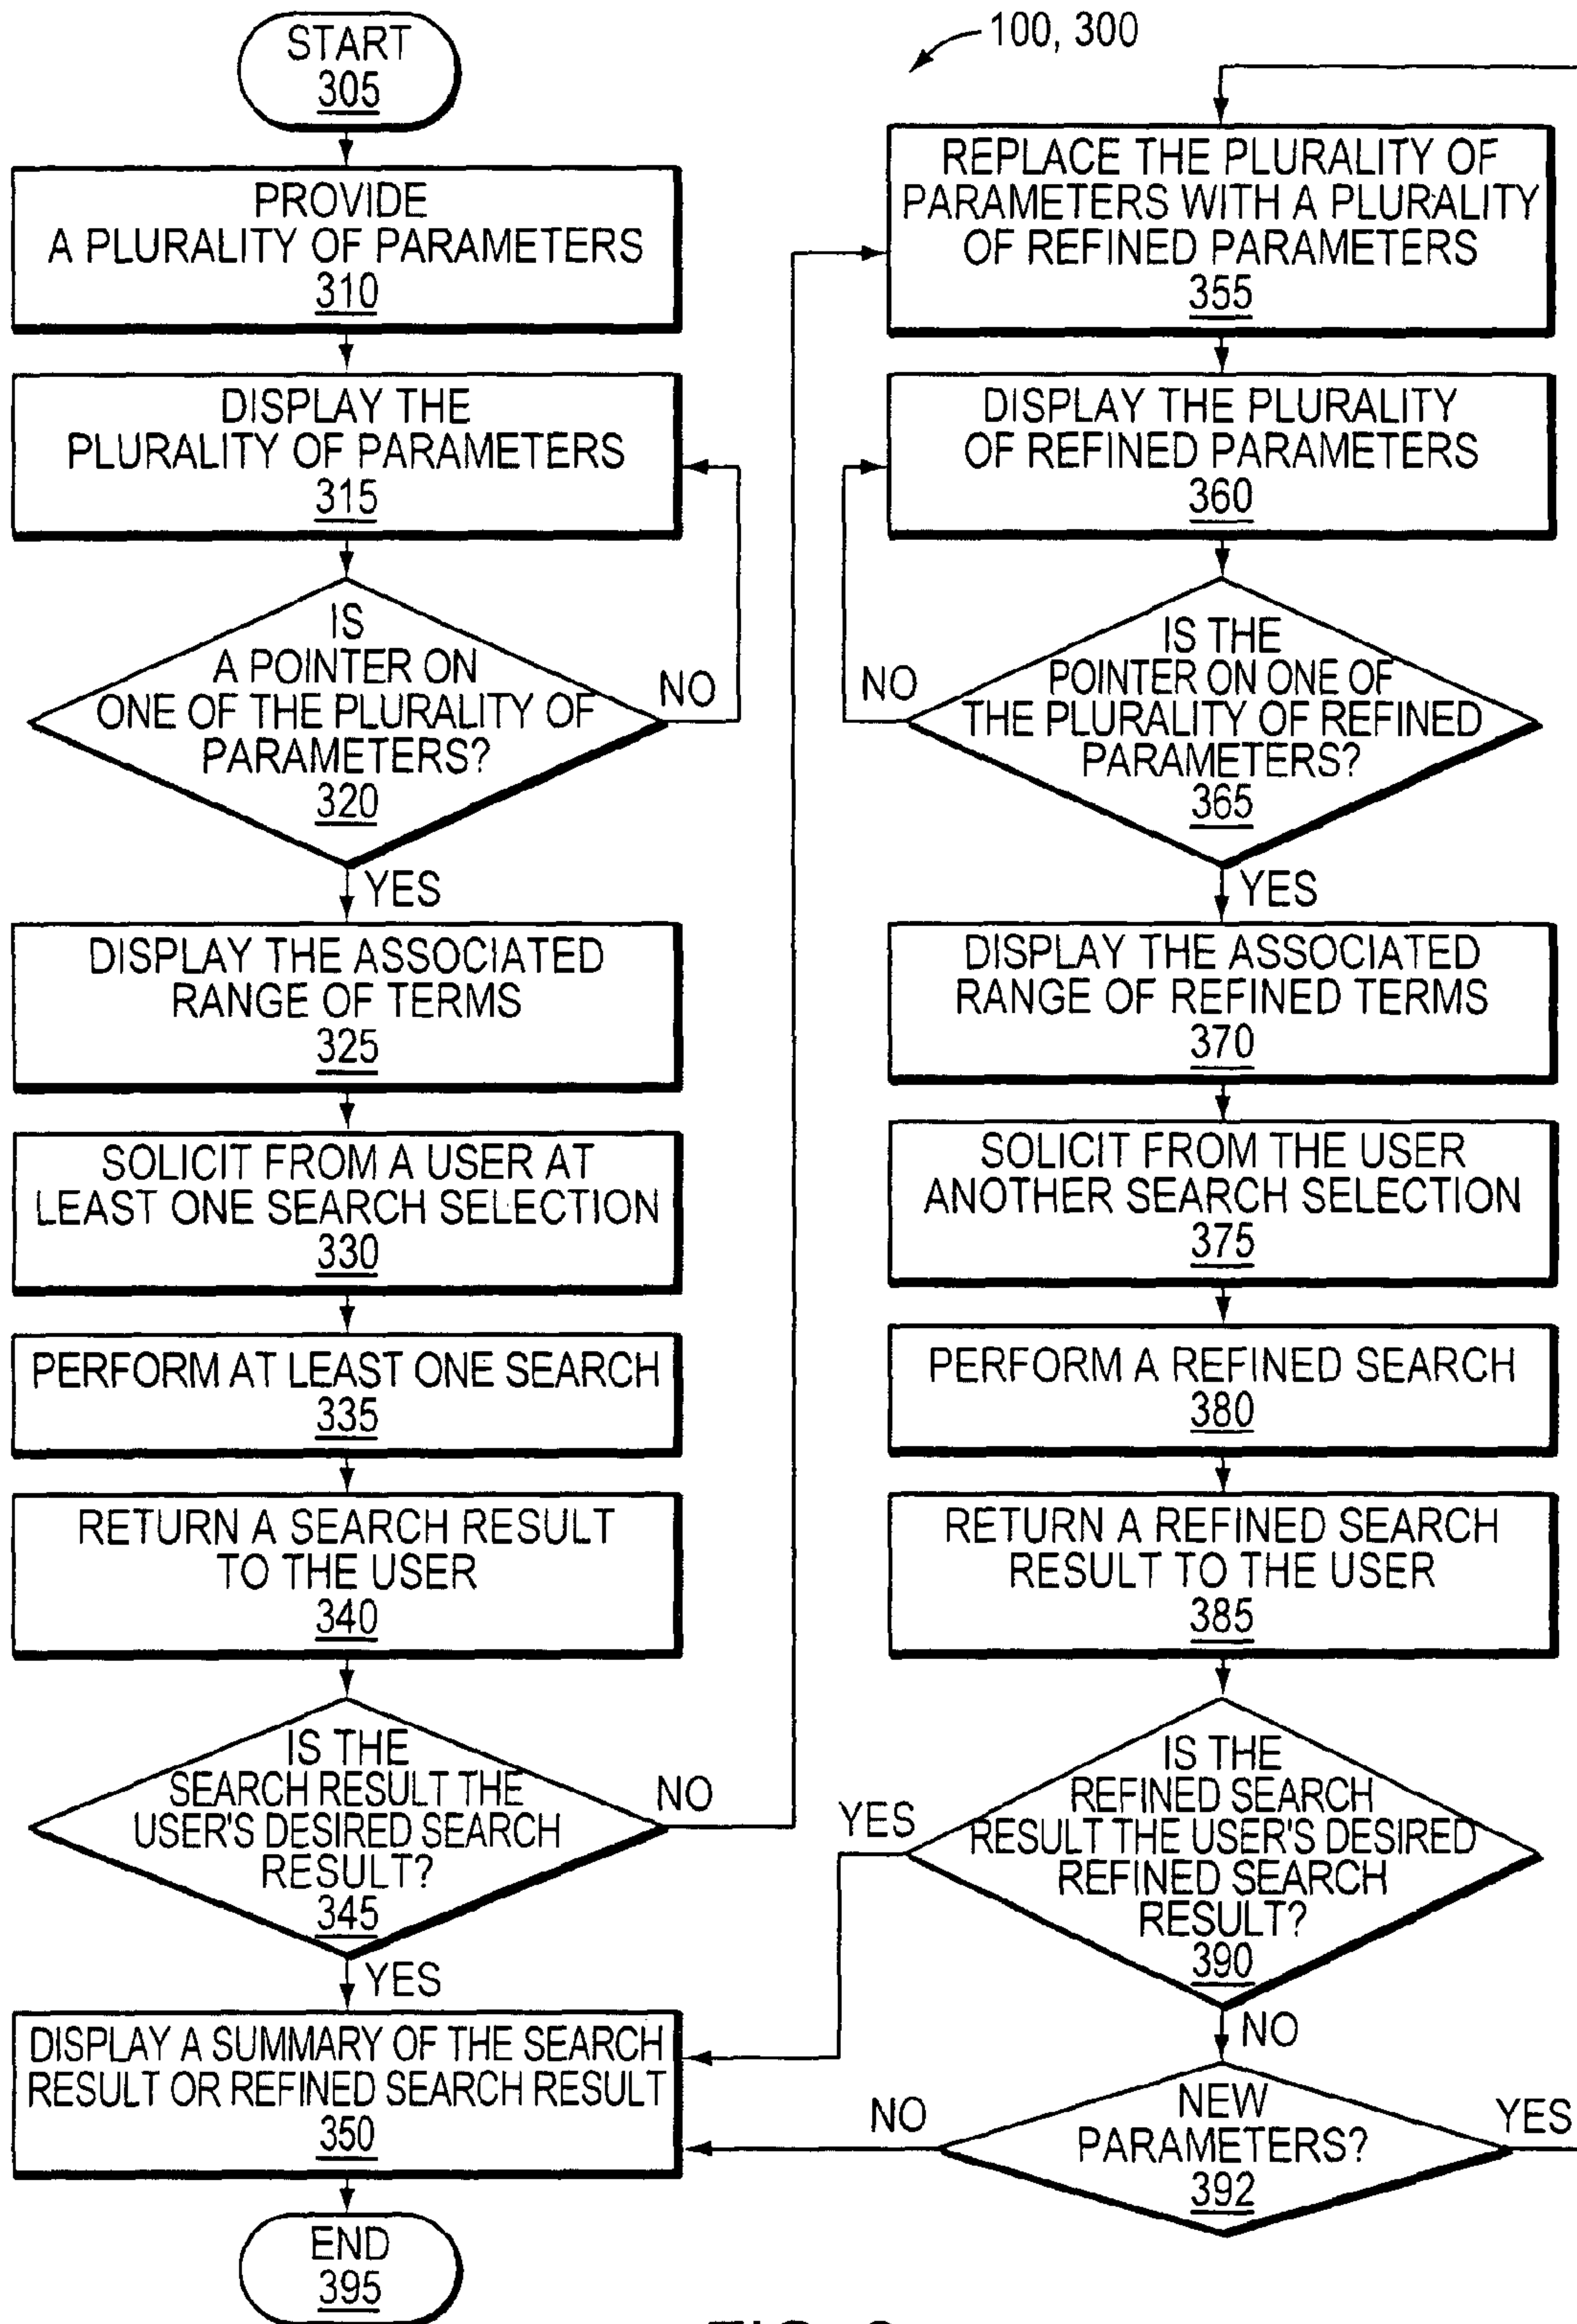 START
305
PROVIDE
A PLURALITY OF PARAMETERS
310
DISPLAY THE
PLURALITY OF PARAMETERS
315
IS
A POINTER ON
ONE OF THE PLURALITY OF
PARAMETERS?
320
NO
YES
DISPLAY THE ASSOCIATED
RANGE OF TERMS
325
SOLICIT FROM A USER AT
LEAST ONE SEARCH SELECTION
330
PERFORM AT LEAST ONE SEARCH
335
RETURN A SEARCH RESULT
TO THE USER
340
IS THE
SEARCH RESULT THE
USER'S DESIRED SEARCH
RESULT?
345
NO
YES
DISPLAY A SUMMARY OF THE SEARCH
RESULT OR REFINED SEARCH RESULT
350
END
395
100, 300
REPLACE THE PLURALITY OF
PARAMETERS WITH A PLURALITY
OF REFINED PARAMETERS
355
DISPLAY THE PLURALITY
OF REFINED PARAMETERS
360
IS THE
POINTER ON ONE OF
THE PLURALITY OF REFINED
PARAMETERS?
365
NO
YES
DISPLAY THE ASSOCIATED
RANGE OF REFINED TERMS
370
SOLICIT FROM THE USER
ANOTHER SEARCH SELECTION
375
PERFORM A REFINED SEARCH
380
RETURN A REFINED SEARCH
RESULT TO THE USER
385
IS THE
REFINED SEARCH
RESULT THE USER'S DESIRED
REFINED SEARCH
RESULT?
390
YES
NO
NEW
PARAMETERS?
392
NO
YES